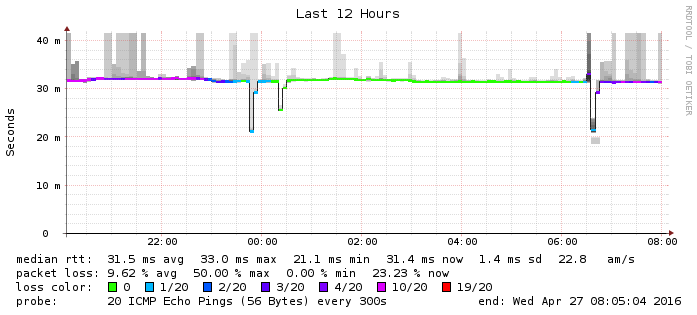 Last 12 Hours
RRDTOOL / TOBI OETIKER
Seconds
40 m
30 m
20 m
10 m
0
22:00 00:00 02:00 04:00 06:00 08:00
median rtt: 31.5 ms avg 33.0 ms max 21.1 ms min 31.4 ms now 1.4 ms sd 22.8 am/s
packet loss: 9.62 % avg 50.00 % max 0.00 % min 23.23 % now
loss color: 0 1/20 2/20 3/20 4/20 10/20 19/20
probe: 20 ICMP Echo Pings (56 Bytes) every 300s end: Wed Apr 27 08:05:04 2016